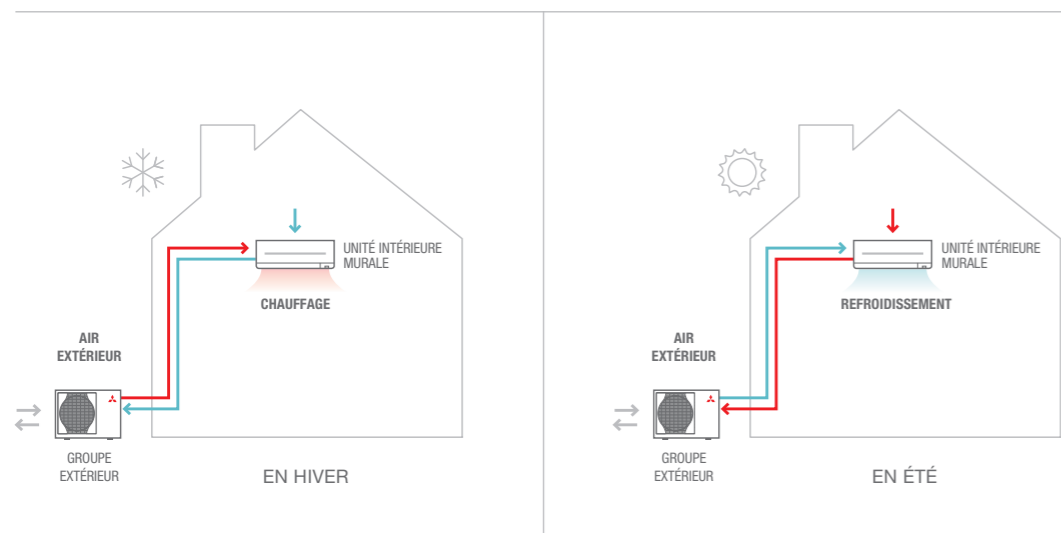 UNITÉ INTÉRIEURE
MURALE
CHAUFFAGE
AIR
EXTÉRIEUR
GROUPE
EXTÉRIEUR
EN HIVER
UNITÉ INTÉRIEURE
MURALE
REFROIDISSEMENT
AIR
EXTÉRIEUR
GROUPE
EXTÉRIEUR
EN ÉTÉ